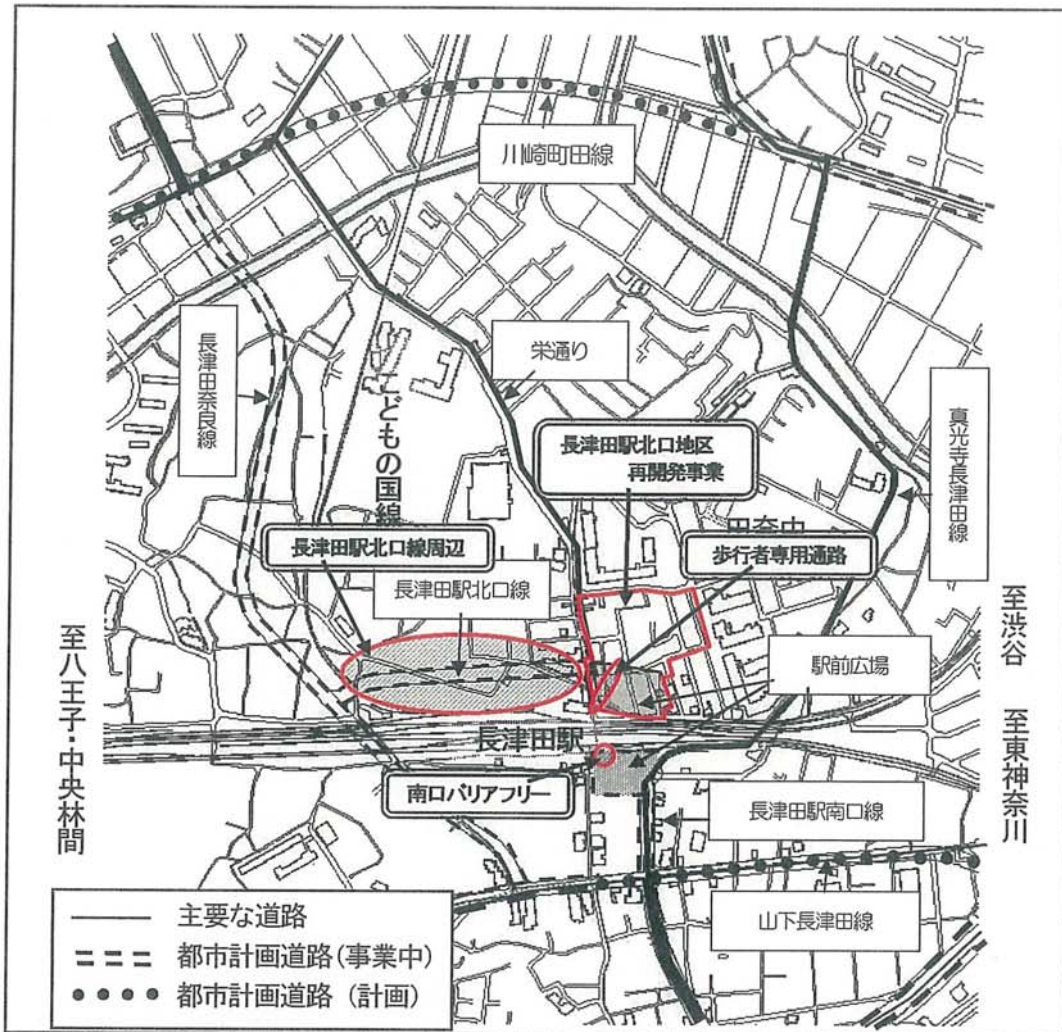 川崎町田線
長津田奈良線
栄通り
こどもの国線
長津田駅北口地区
再開発事業
真光寺長津田線
田奈中
長津田駅北口線周辺
歩行者専用通路
長津田駅北口線
駅前広場
至渋谷
至八王子・中央林間
長津田駅
至東神奈川
南口バリアフリー
長津田駅南口線
山下長津田線
主要な道路
都市計画道路(事業中)
都市計画道路（計画）